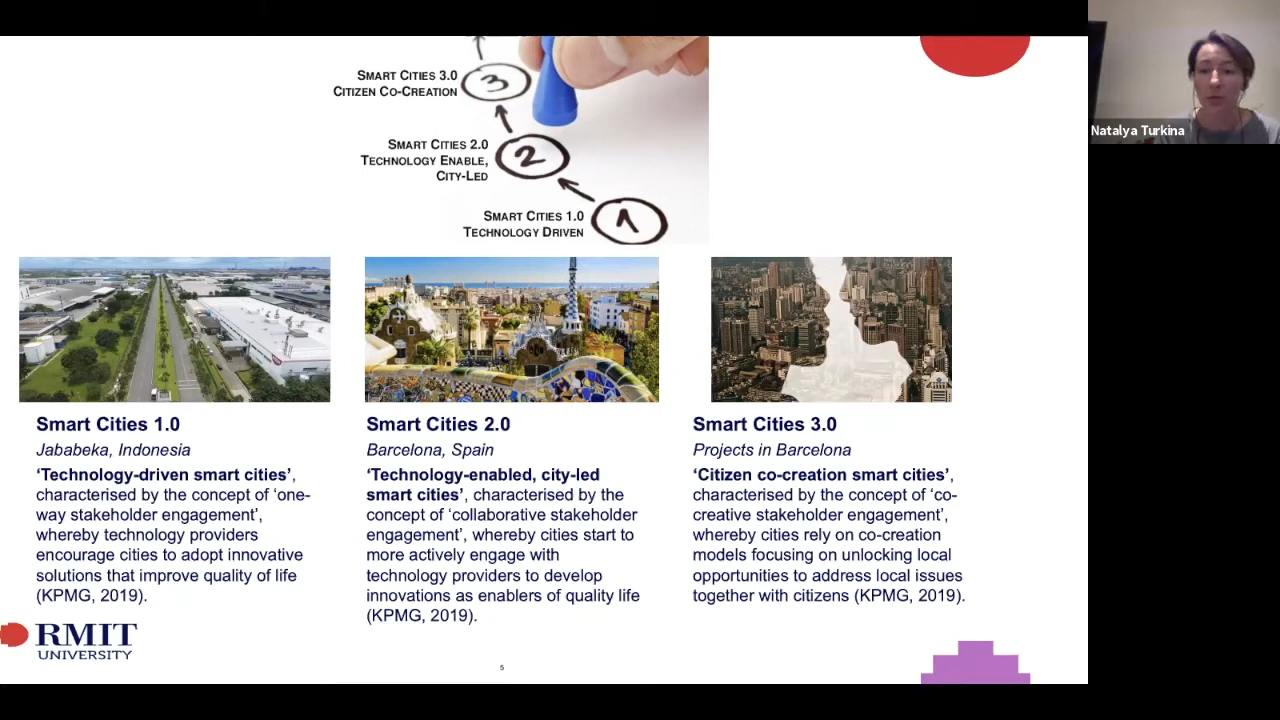 SMART CITIES 3.0
CITIZEN CO-CREATION
3
SMART CITIES 2.0
TECHNOLOGY ENABLE,
CITY-LED
2
SMART CITIES 1.0
TECHNOLOGY DRIVEN
1
Natalya Turkina
Smart Cities 1.0
Jababeka, Indonesia
‘Technology-driven smart cities’,
characterised by the concept of ‘one-
way stakeholder engagement’,
whereby technology providers
encourage cities to adopt innovative
solutions that improve quality of life
(KPMG, 2019).
Smart Cities 2.0
Barcelona, Spain
‘Technology-enabled, city-led
smart cities’, characterised by the
concept of ‘collaborative stakeholder
engagement’, whereby cities start to
more actively engage with
technology providers to develop
innovations as enablers of quality life
(KPMG, 2019).
Smart Cities 3.0
Projects in Barcelona
‘Citizen co-creation smart cities’,
characterised by the concept of ‘co-
creative stakeholder engagement’,
whereby cities rely on co-creation
models focusing on unlocking local
opportunities to address local issues
together with citizens (KPMG, 2019).
RMIT
UNIVERSITY
5